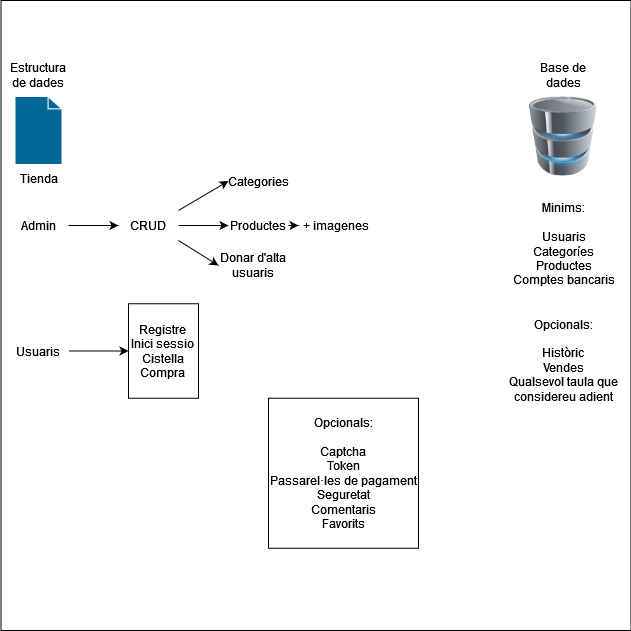 Estructura
de dades
Tienda
Admin
CRUD
Categories
Productes
+ imagenes
Donar d'alta
usuaris
Usuaris
Registre
Inici sessio
Cistella
Compra
Opcionals:
Captcha
Token
Passarel·les de pagament
Seguretat
Comentaris
Favorits
Base de
dades
Minims:
Usuaris
Categoríes
Productes
Comptes bancaris
Opcionals:
Històric
Vendes
Qualsevol taula que
considereu adient